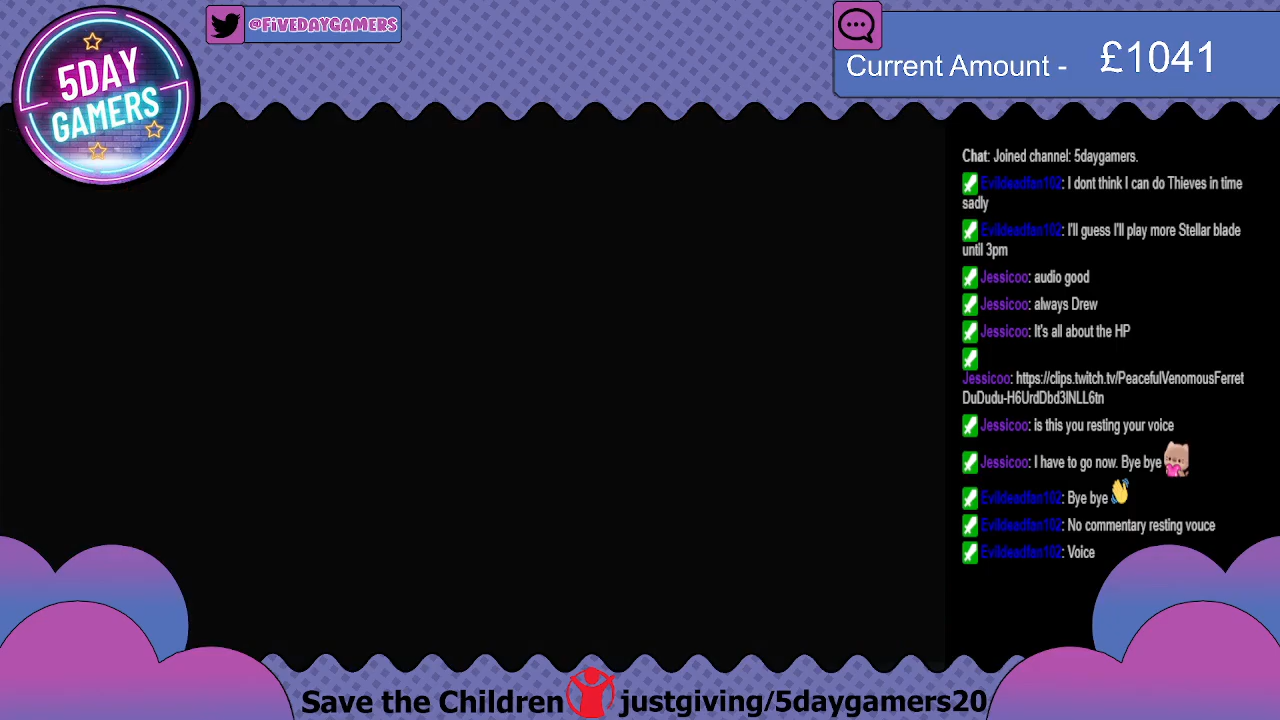 5DAY
GAMERS
@FiVEDAYGAMERS
Current Amount - £1041
Chat: Joined channel: 5daygamers.
Evildeadfan102: I dont think I can do Thieves in time
sadly
Evildeadfan102: I'll guess I'll play more Stellar blade
until 3pm
Jessicoo: audio good
Jessicoo: always Drew
Jessicoo: It's all about the HP
Jessicoo: https://clips.twitch.tv/PeacefulVenomousFerret
DuDudu-H6UrdDbd3lNLL6tn
Jessicoo: is this you resting your voice
Jessicoo: I have to go now. Bye bye
Evildeadfan102: Bye bye
Evildeadfan102: No commentary resting vouce
Evildeadfan102: Voice
Save the Children justgiving/5daygamers20